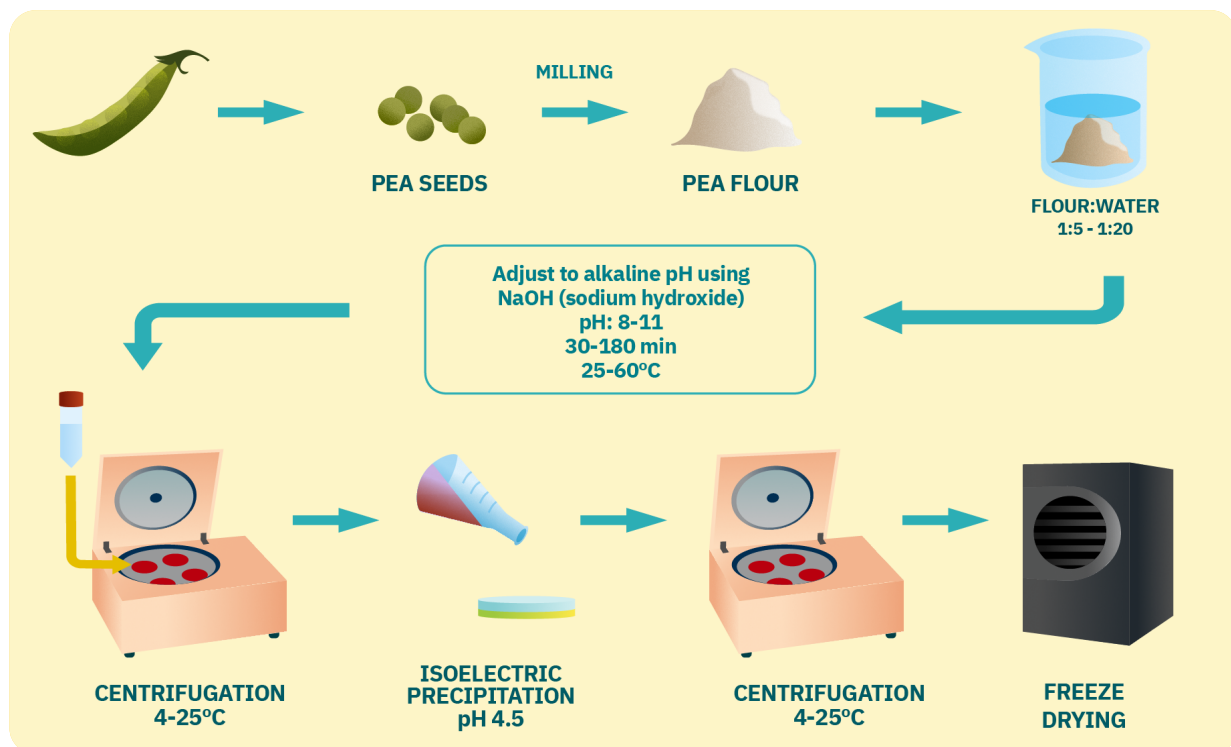 MILLING
PEA SEEDS
PEA FLOUR
FLOUR:WATER
1:5 - 1:20
Adjust to alkaline pH using
NaOH (sodium hydroxide)
pH: 8-11
30-180 min
25-60ºC
CENTRIFUGATION
4-25ºC
ISOELECTRIC
PRECIPITATION
pH 4.5
CENTRIFUGATION
4-25ºC
FREEZE
DRYING